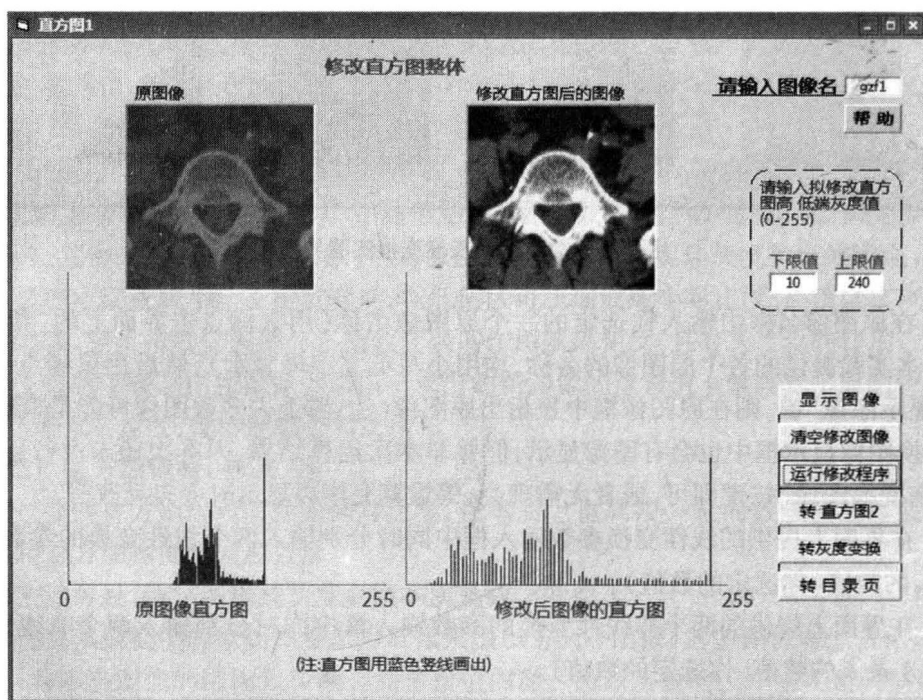 直方图1
修改直方图整体
原图像
修改直方图后的图像
请输入图像名 gzf1
帮 助
请输入拟修改直方
图高 低端灰度值
(0-255)
下限值 上限值
10 240
显 示 图 像
清空修改图像
运行修改程序
转 直方图2
转灰度变换
转 目 录 页
0 255
原图像直方图
0 255
修改后图像的直方图
(注:直方图用蓝色竖线画出)